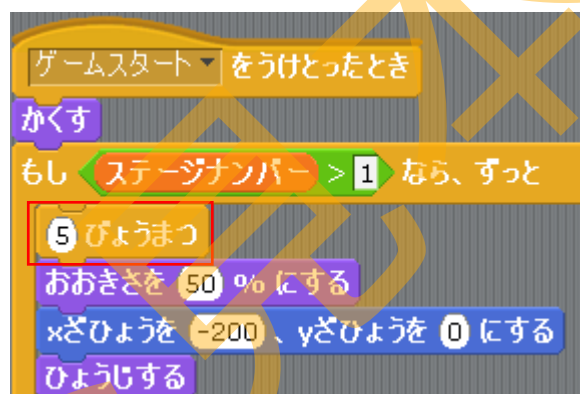 ゲームスタート をうけとったとき
かくす
もし ステージナンバー > 1 なら、ずっと
5 びょうまつ
おおきさを 50 % にする
xざひょうを -200 、yざひょうを 0 にする
ひょうじする